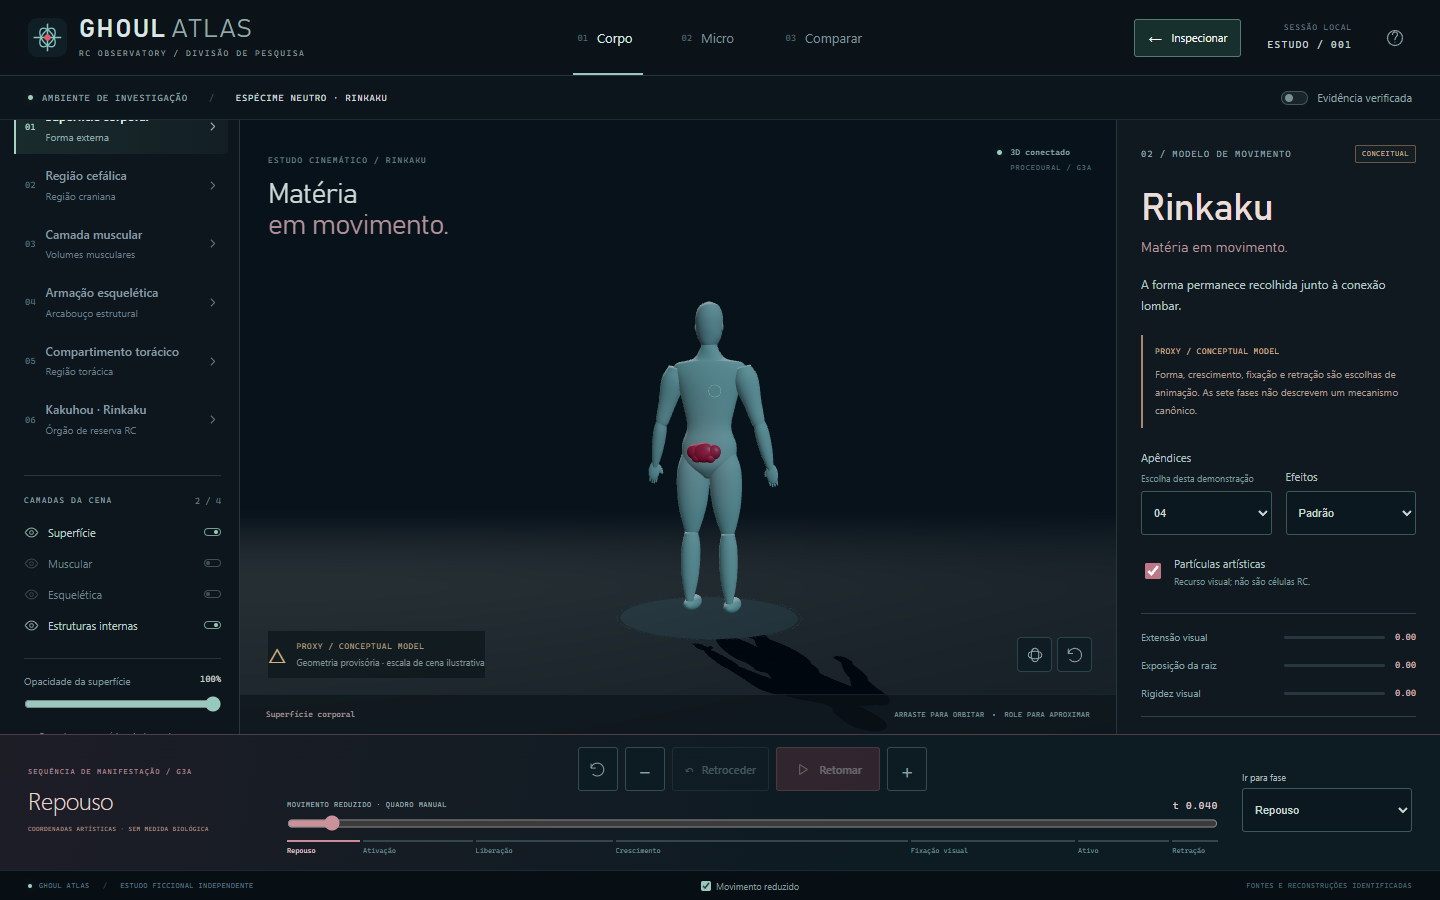 GHOUL ATLAS
RC OBSERVATORY / DIVISÃO DE PESQUISA
01 Corpo
02 Micro
03 Comparar
← Inspecionar
SESSÃO LOCAL
ESTUDO / 001
?
AMBIENTE DE INVESTIGAÇÃO / ESPÉCIME NEUTRO · RINKAKU
Evidência verificada
01
Forma externa
02 Região cefálica
Região craniana
03 Camada muscular
Volumes musculares
04 Armação esquelética
Arcabouço estrutural
05 Compartimento torácico
Região torácica
06 Kakuhou · Rinkaku
Órgão de reserva RC
CAMADAS DA CENA 2 / 4
Superfície
Muscular
Esquelética
Estruturas internas
Opacidade da superfície 100%
ESTUDO CINEMÁTICO / RINKAKU
Matéria
em movimento.
3D conectado
PROCEDURAL / G3A
PROXY / CONCEPTUAL MODEL
Geometria provisória · escala de cena ilustrativa
Superfície corporal
ARRASTE PARA ORBITAR • ROLE PARA APROXIMAR
02 / MODELO DE MOVIMENTO
CONCEITUAL
Rinkaku
Matéria em movimento.
A forma permanece recolhida junto à conexão
lombar.
PROXY / CONCEPTUAL MODEL
Forma, crescimento, fixação e retração são escolhas de
animação. As sete fases não descrevem um mecanismo
canônico.
Apêndices
Escolha desta demonstração
04
Efeitos
Padrão
Partículas artísticas
Recurso visual; não são células RC.
Extensão visual 0.00
Exposição da raiz 0.00
Rigidez visual 0.00
SEQUÊNCIA DE MANIFESTAÇÃO / G3A
Repouso
COORDENADAS ARTÍSTICAS · SEM MEDIDA BIOLÓGICA
−
Retroceder
Retomar
+
MOVIMENTO REDUZIDO · QUADRO MANUAL
t 0.040
Repouso
Ativação
Liberação
Crescimento
Fixação visual
Ativo
Retração
Ir para fase
Repouso
GHOUL ATLAS / ESTUDO FICCIONAL INDEPENDENTE
Movimento reduzido
FONTES E RECONSTRUÇÕES IDENTIFICADAS